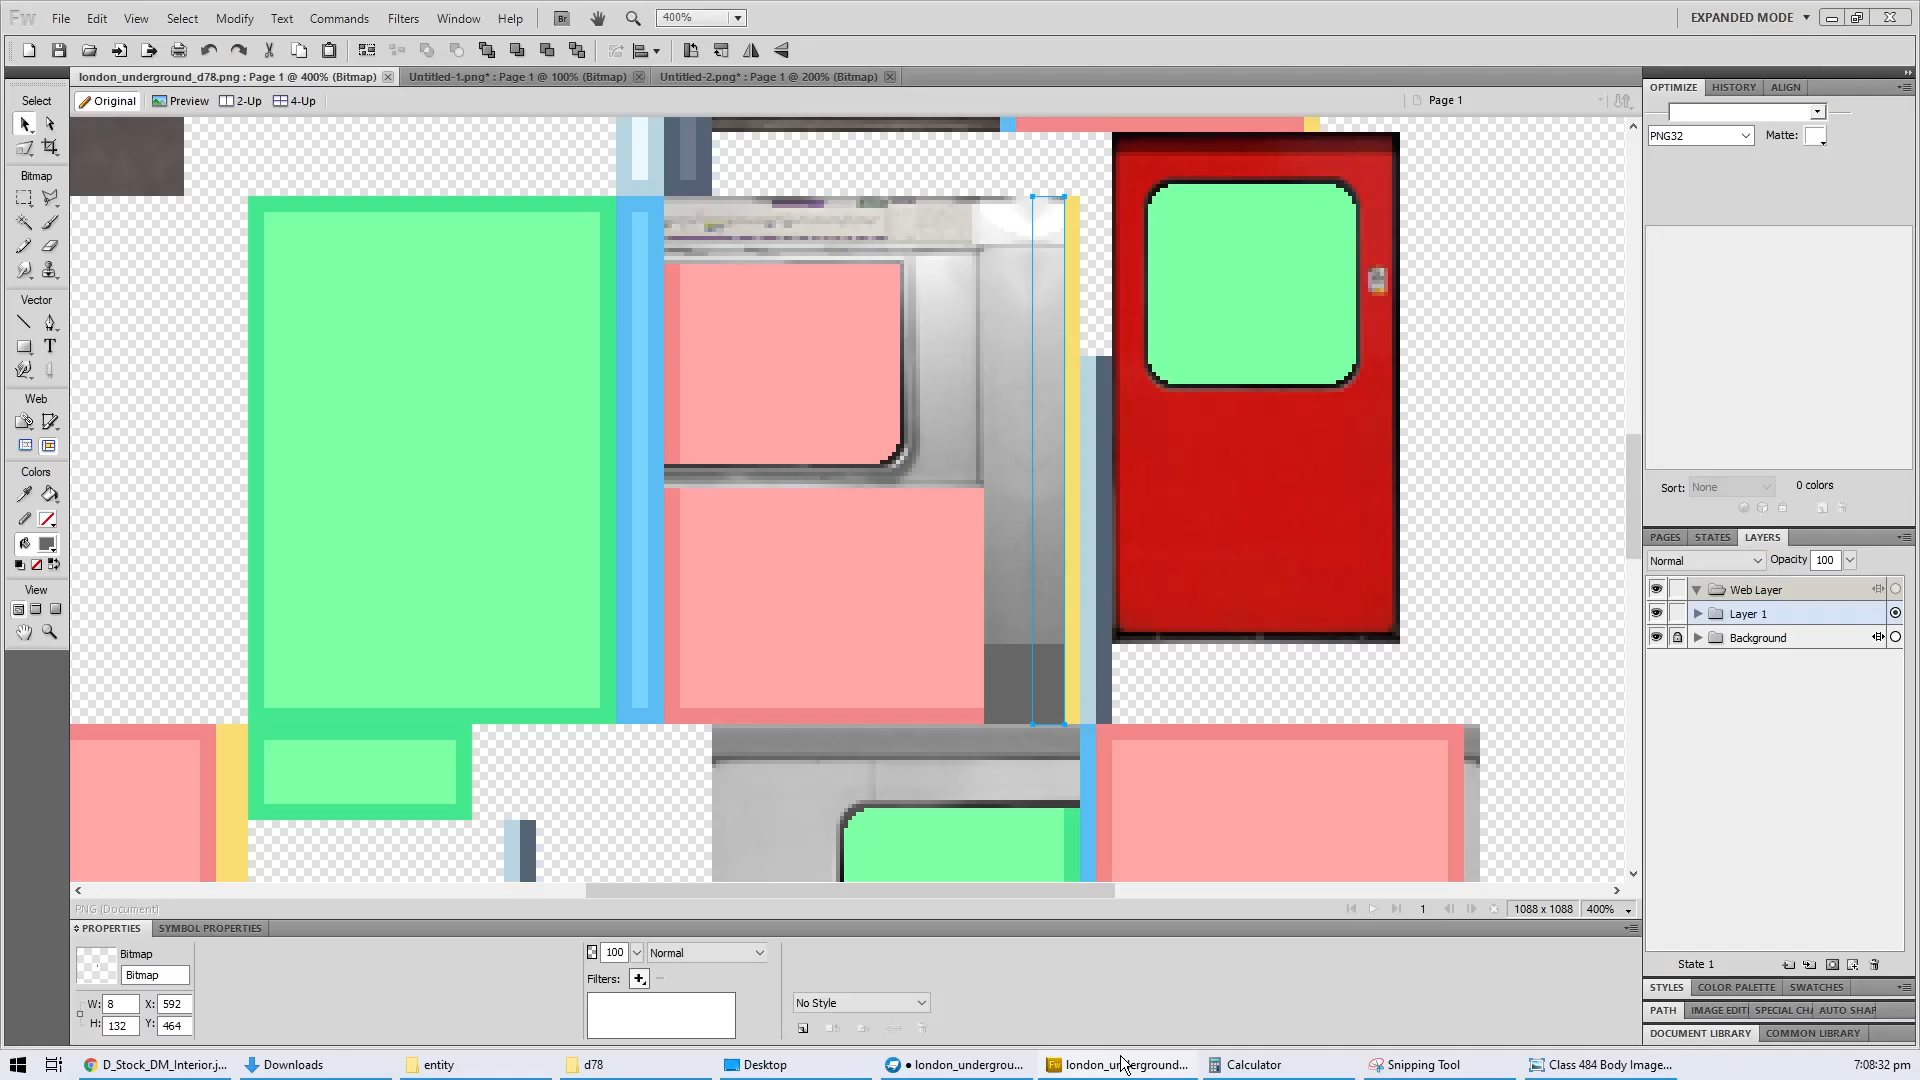 Fw File Edit View Select Modify Text Commands Filters Window Help Br 400% EXPANDED MODE
london_underground_d78.png : Page 1 @ 400% (Bitmap) Untitled-1.png* : Page 1 @ 100% (Bitmap) Untitled-2.png* : Page 1 @ 200% (Bitmap)
Original Preview 2-Up 4-Up Page 1
Select
Bitmap
Vector
Web
Colors
View
OPTIMIZE HISTORY ALIGN
PNG32 Matte:
Sort: None 0 colors
PAGES STATES LAYERS
Normal Opacity 100
Web Layer
Layer 1
Background
State 1
STYLES COLOR PALETTE SWATCHES
PATH IMAGE EDITI SPECIAL CHA AUTO SHAP
DOCUMENT LIBRARY COMMON LIBRARY
PNG (Document) 1 1088 x 1088 400%
PROPERTIES SYMBOL PROPERTIES
Bitmap 100 Normal
Bitmap Filters:
W: 8 X: 592 No Style
H: 132 Y: 464
D_Stock_DM_Interior.j... Downloads entity d78 Desktop • london_undergrou... london_underground... Calculator Snipping Tool Class 484 Body Image... 7:08:32 pm